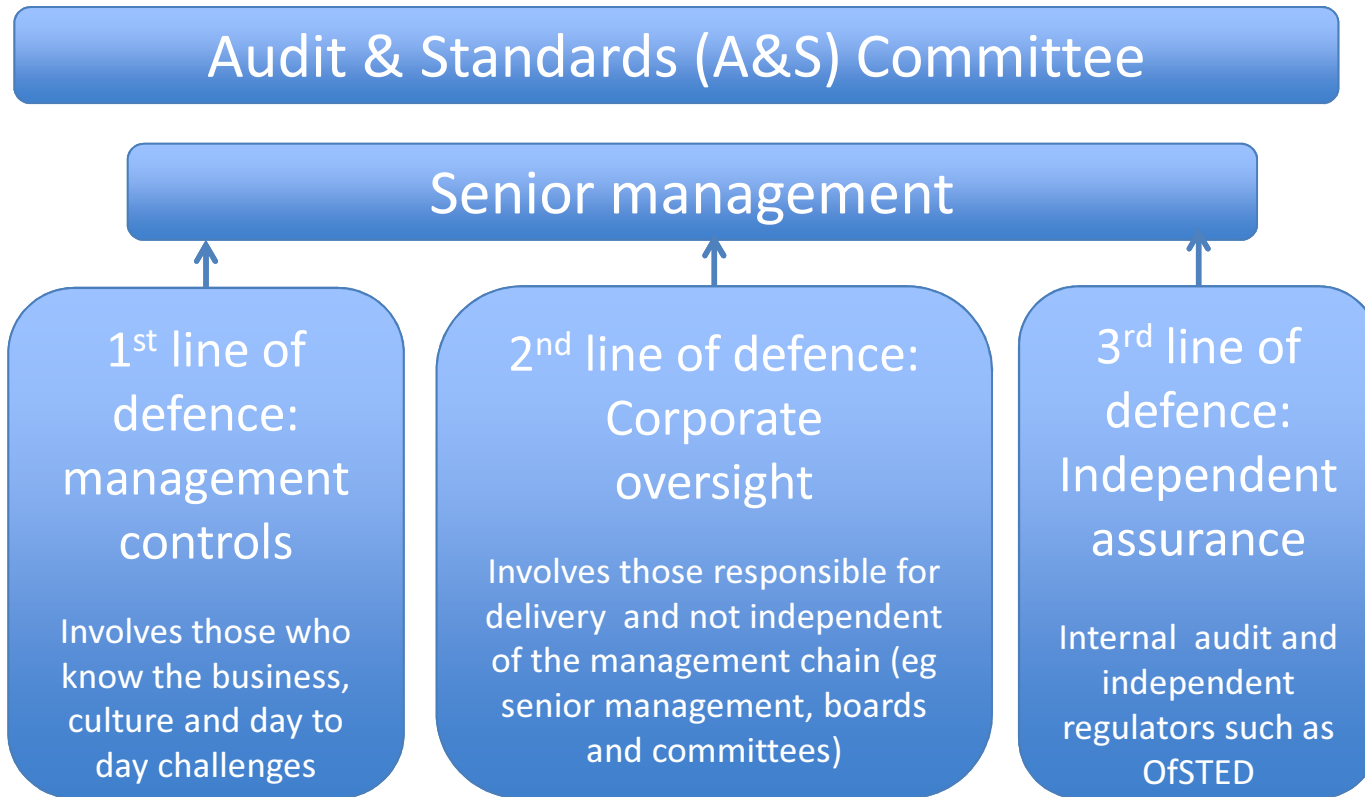 Audit & Standards (A&S) Committee
Senior management
1st line of
defence:
management
controls
Involves those who
know the business,
culture and day to
day challenges
2nd line of defence:
Corporate
oversight
Involves those responsible for
delivery  and not independent
of the management chain (eg
senior management, boards
and committees)
3rd line of
defence:
Independent
assurance
Internal  audit and
independent
regulators such as
OfSTED